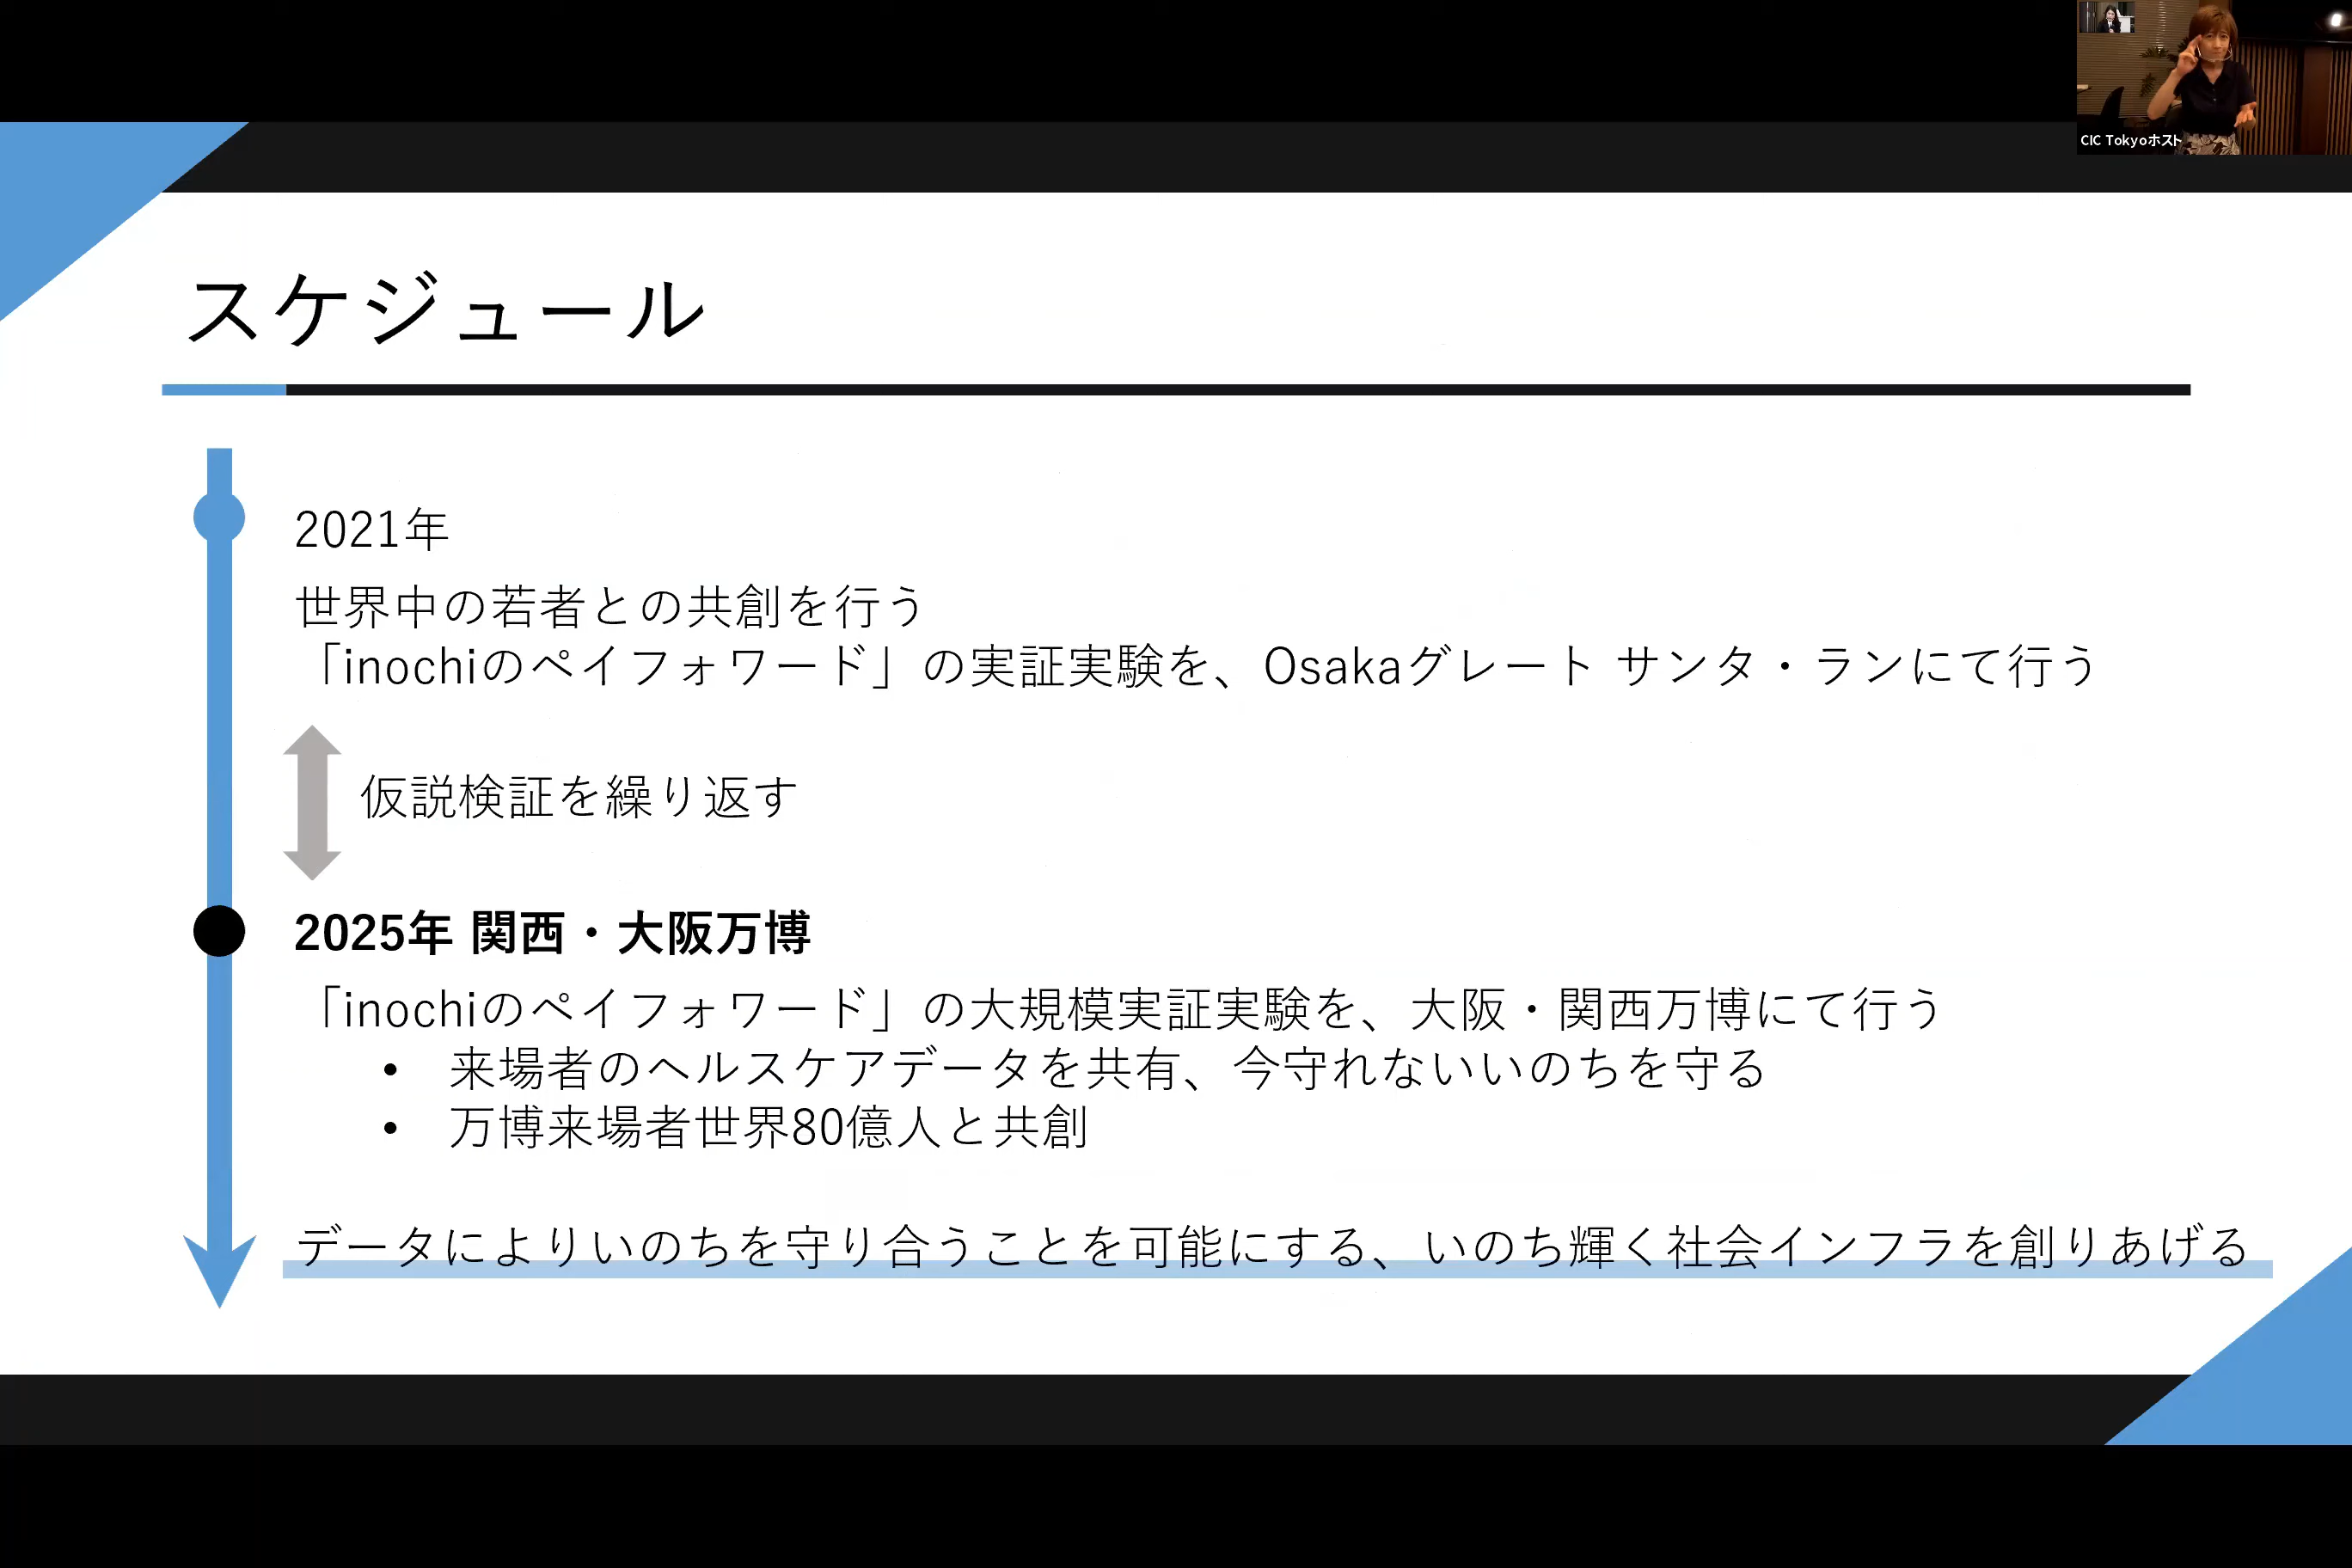 CIC Tokyoホスト
スケジュール
2021年
世界中の若者との共創を行う
「inochiのペイフォワード」の実証実験を、Osakaグレート サンタ・ランにて行う
仮説検証を繰り返す
2025年 関西・大阪万博
「inochiのペイフォワード」の大規模実証実験を、大阪・関西万博にて行う
• 来場者のヘルスケアデータを共有、今守れないいのちを守る
• 万博来場者世界80億人と共創
データによりいのちを守り合うことを可能にする、いのち輝く社会インフラを創りあげる